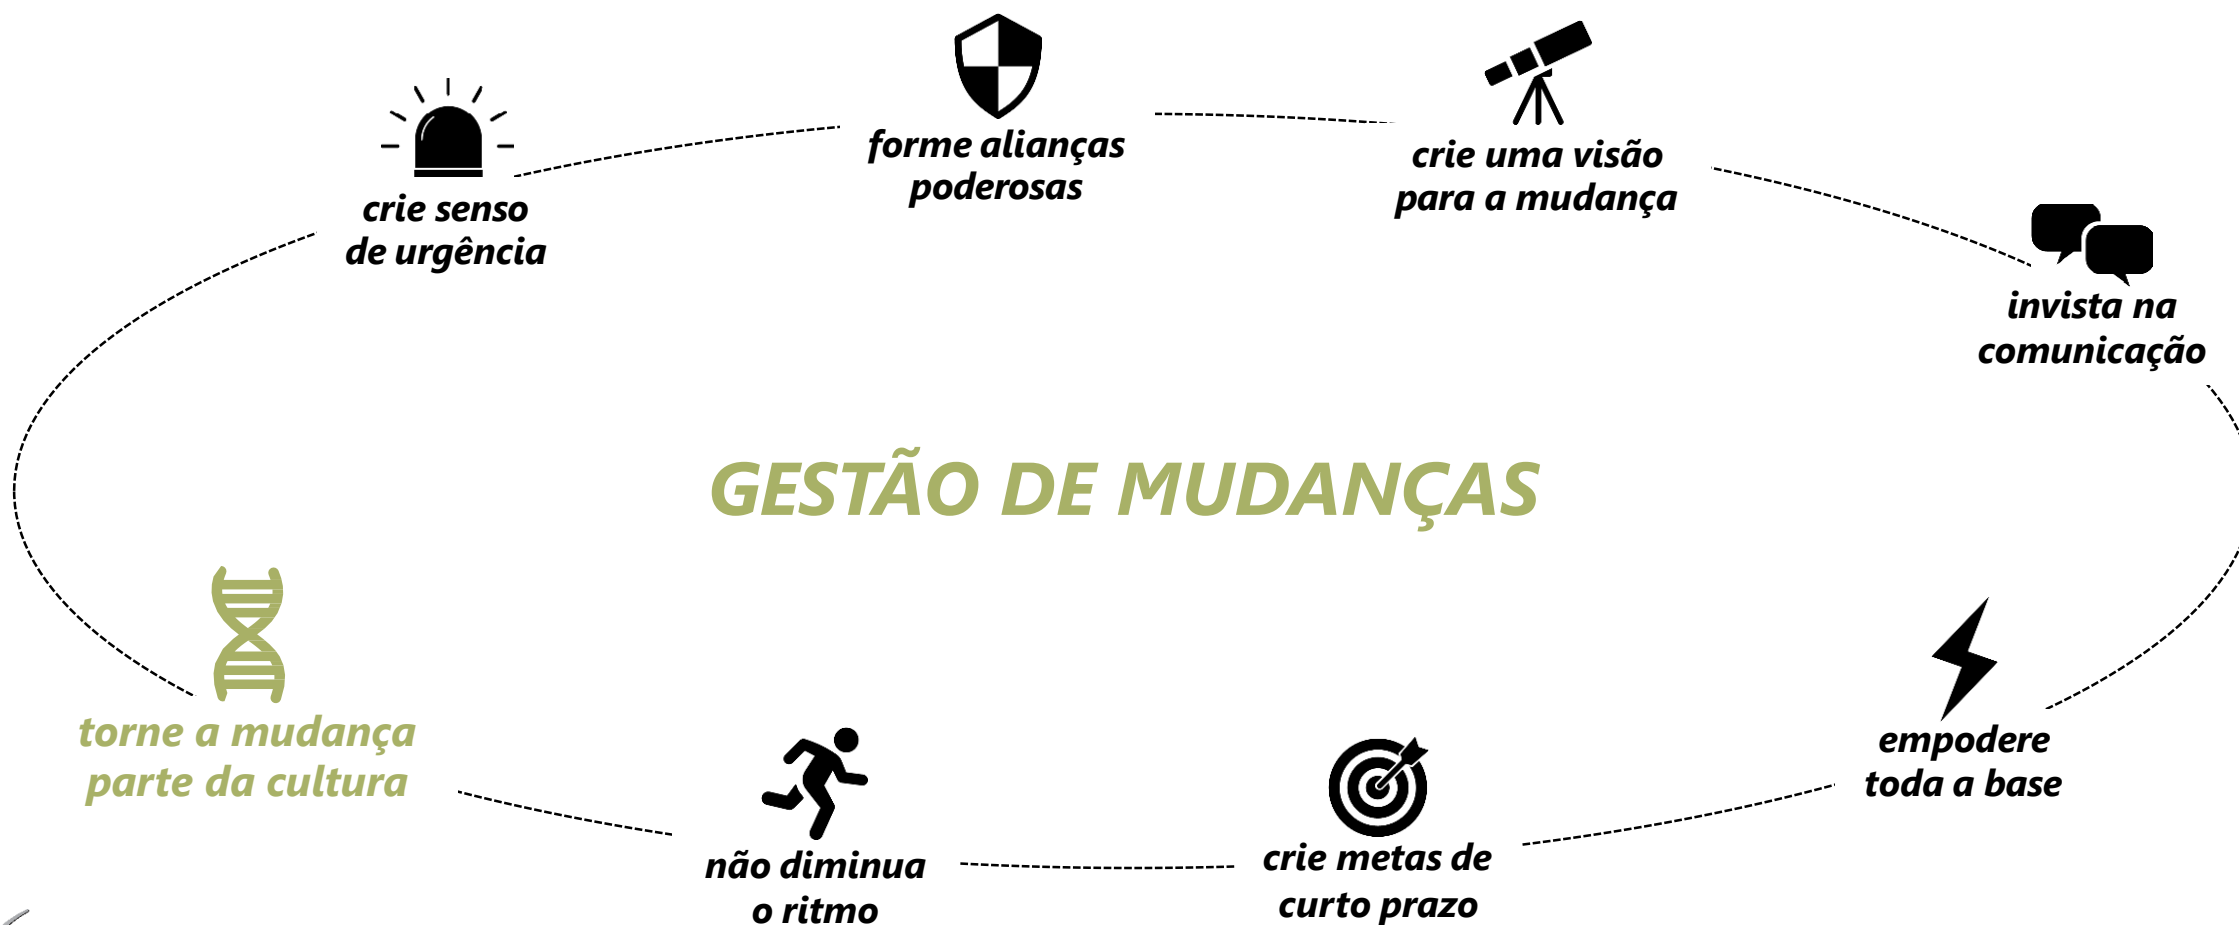 crie senso
de urgência
forme alianças
poderosas
crie uma visão
para a mudança
invista na
comunicação
GESTÃO DE MUDANÇAS
empodere
toda a base
crie metas de
curto prazo
não diminua
o ritmo
torne a mudança
parte da cultura